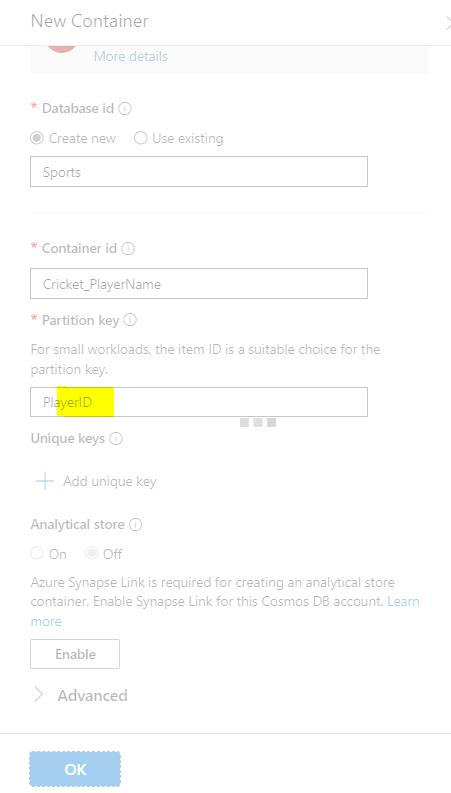 New Container
More details
* Database id
Create new Use existing
Sports
* Container id
Cricket_PlayerName
* Partition key
For small workloads, the item ID is a suitable choice for the
partition key.
PlayerID
Unique keys
Add unique key
Analytical store
On Off
Azure Synapse Link is required for creating an analytical store
container. Enable Synapse Link for this Cosmos DB account. Learn
more
Enable
Advanced
OK